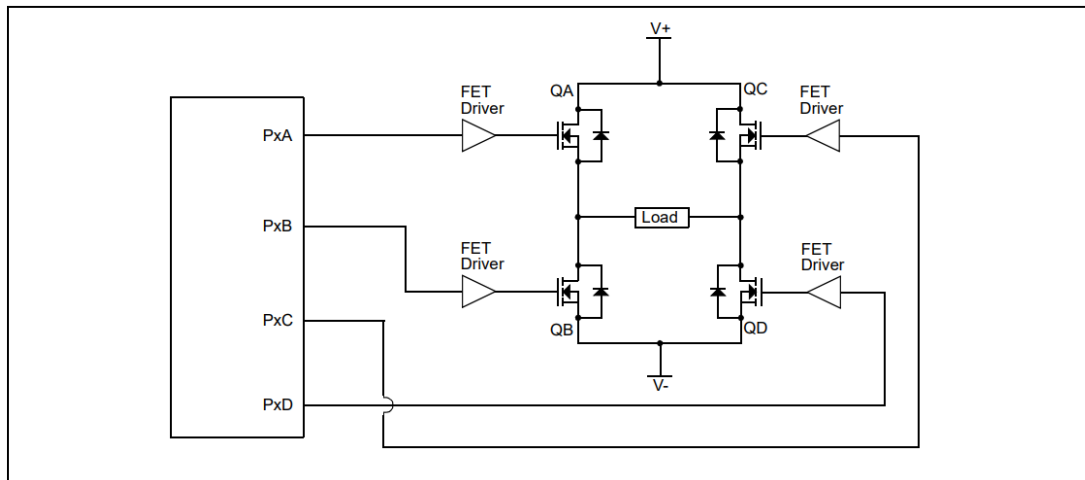 V+
FET
Driver
QA
QC
FET
Driver
PxA
PxB
Load
FET
Driver
FET
Driver
PxC
QB
QD
V-
PxD